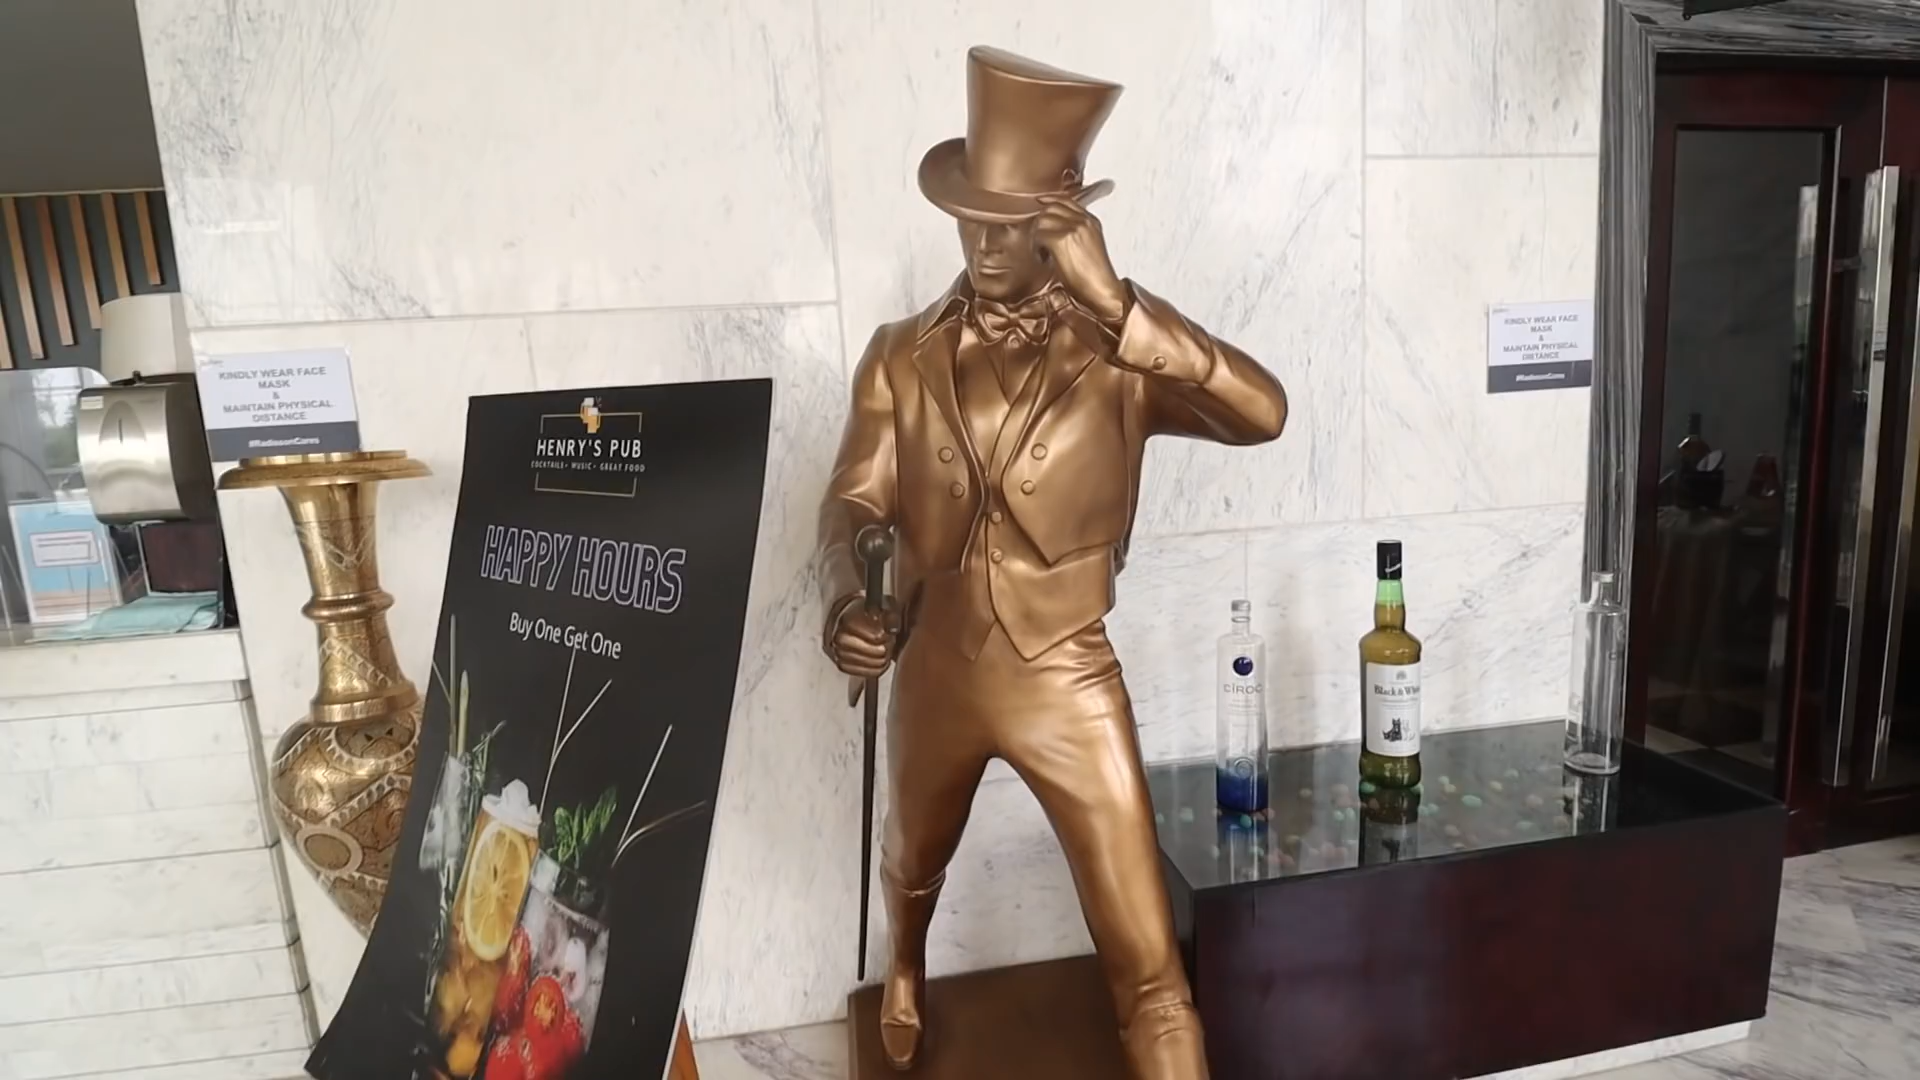 KINDLY WEAR FACE
MASK
&
MAINTAIN PHYSICAL
DISTANCE
#RadissonCares
HENRY'S PUB
COCKTAILS • MUSIC • GREAT FOOD
HAPPY HOURS
Buy One Get One
CÎROC
Black & White
KINDLY WEAR FACE
MASK
&
MAINTAIN PHYSICAL
DISTANCE
#RadissonCares